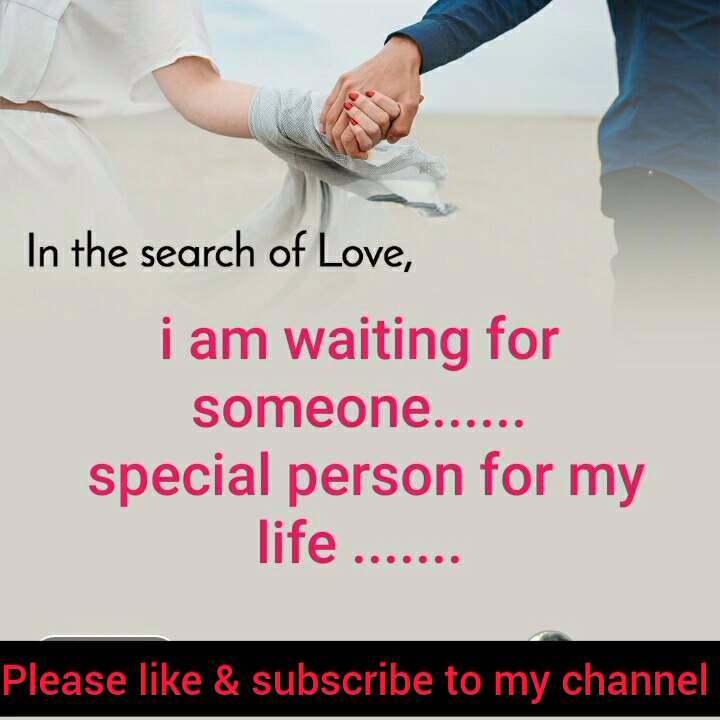 In the search of Love,
i am waiting for
someone......
special person for my
life .......
Please like & subscribe to my channel